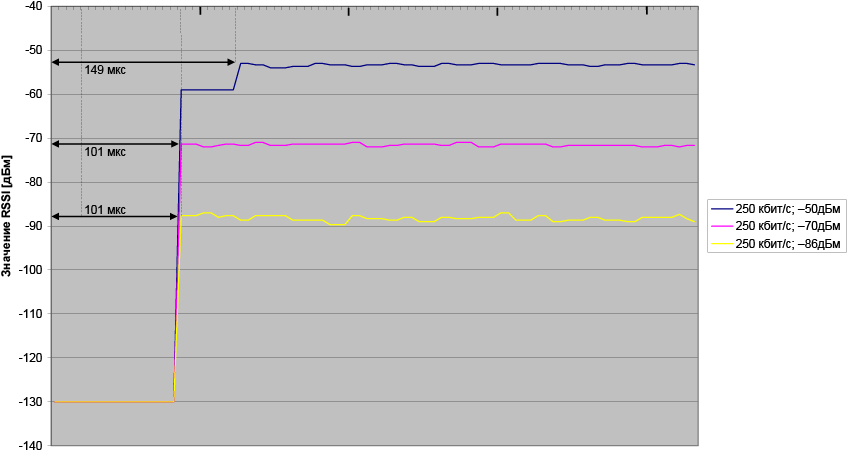 -40
-50
149 мкс
-60
-70
101 мкс
-80
101 мкс
-90
-100
-110
-120
-130
-140
Значение RSSI [дБм]
250 кбит/с; –50дБм
250 кбит/с; –70дБм
250 кбит/с; –86дБм